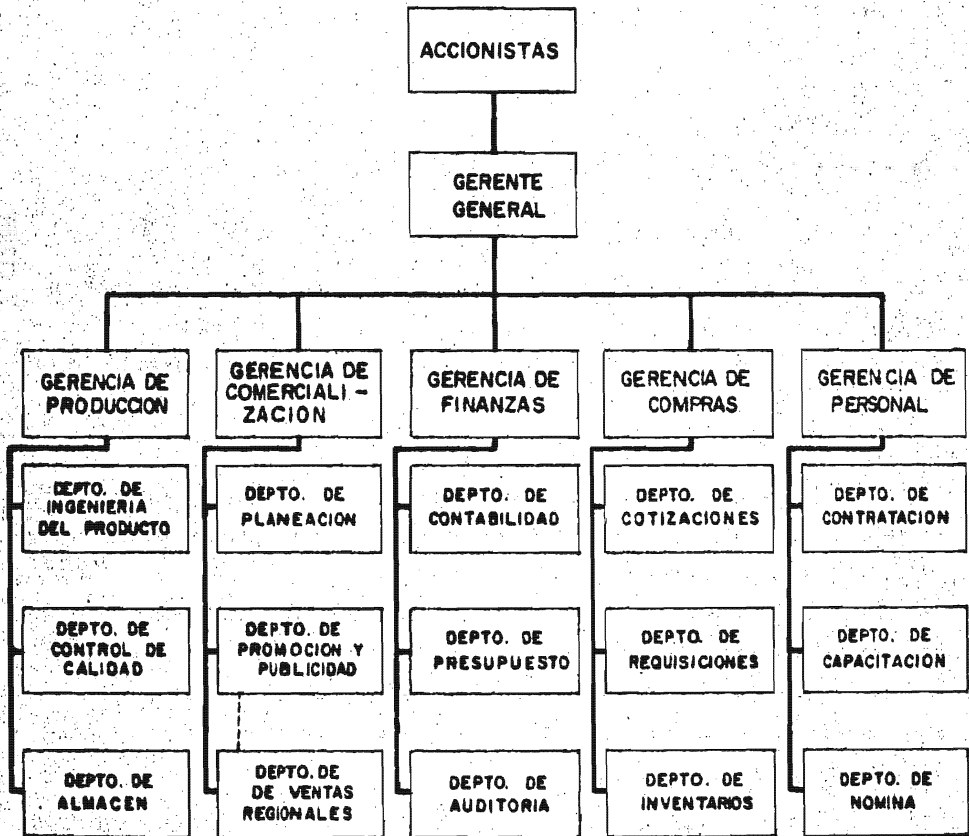 ACCIONISTAS
GERENTE
GENERAL
GERENCIA DE
PRODUCCION
GERENCIA DE
COMERCIALI -
ZACION
GERENCIA DE
FINANZAS
GERENCIA DE
COMPRAS
GERENCIA DE
PERSONAL
DEPTO. DE
INGENIERIA
DEL PRODUCTO
DEPTO. DE
PLANEACION
DEPTO. DE
CONTABILIDAD
DEPTO. DE
COTIZACIONES
DEPTO. DE
CONTRATACION
DEPTO. DE
CONTROL DE
CALIDAD
DEPTO. DE
PROMOCION Y
PUBLICIDAD
DEPTO. DE
PRESUPUESTO
DEPTO. DE
REQUISICIONES
DEPTO. DE
CAPACITACION
DEPTO. DE
ALMACEN
DEPTO. DE
DE VENTAS
REGIONALES
DEPTO. DE
AUDITORIA
DEPTO. DE
INVENTARIOS
DEPTO. DE
NOMINA